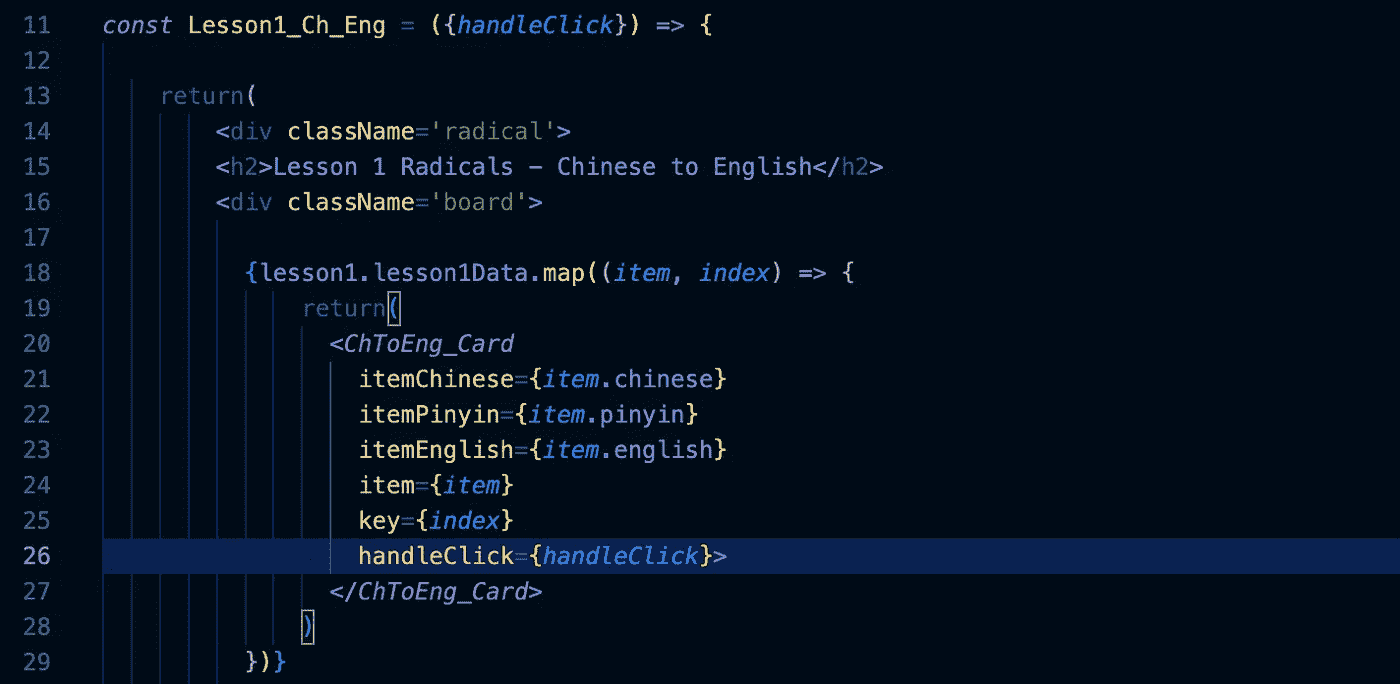 11 const Lesson1_Ch_Eng = ({handleClick}) => {
12
13 return(
14 <div className='radical'>
15 <h2>Lesson 1 Radicals – Chinese to English</h2>
16 <div className='board'>
17
18 {lesson1.lesson1Data.map((item, index) => {
19 return(
20 <ChToEng_Card
21 itemChinese={item.chinese}
22 itemPinyin={item.pinyin}
23 itemEnglish={item.english}
24 item={item}
25 key={index}
26 handleClick={handleClick}>
27 </ChToEng_Card>
28 )
29 })}